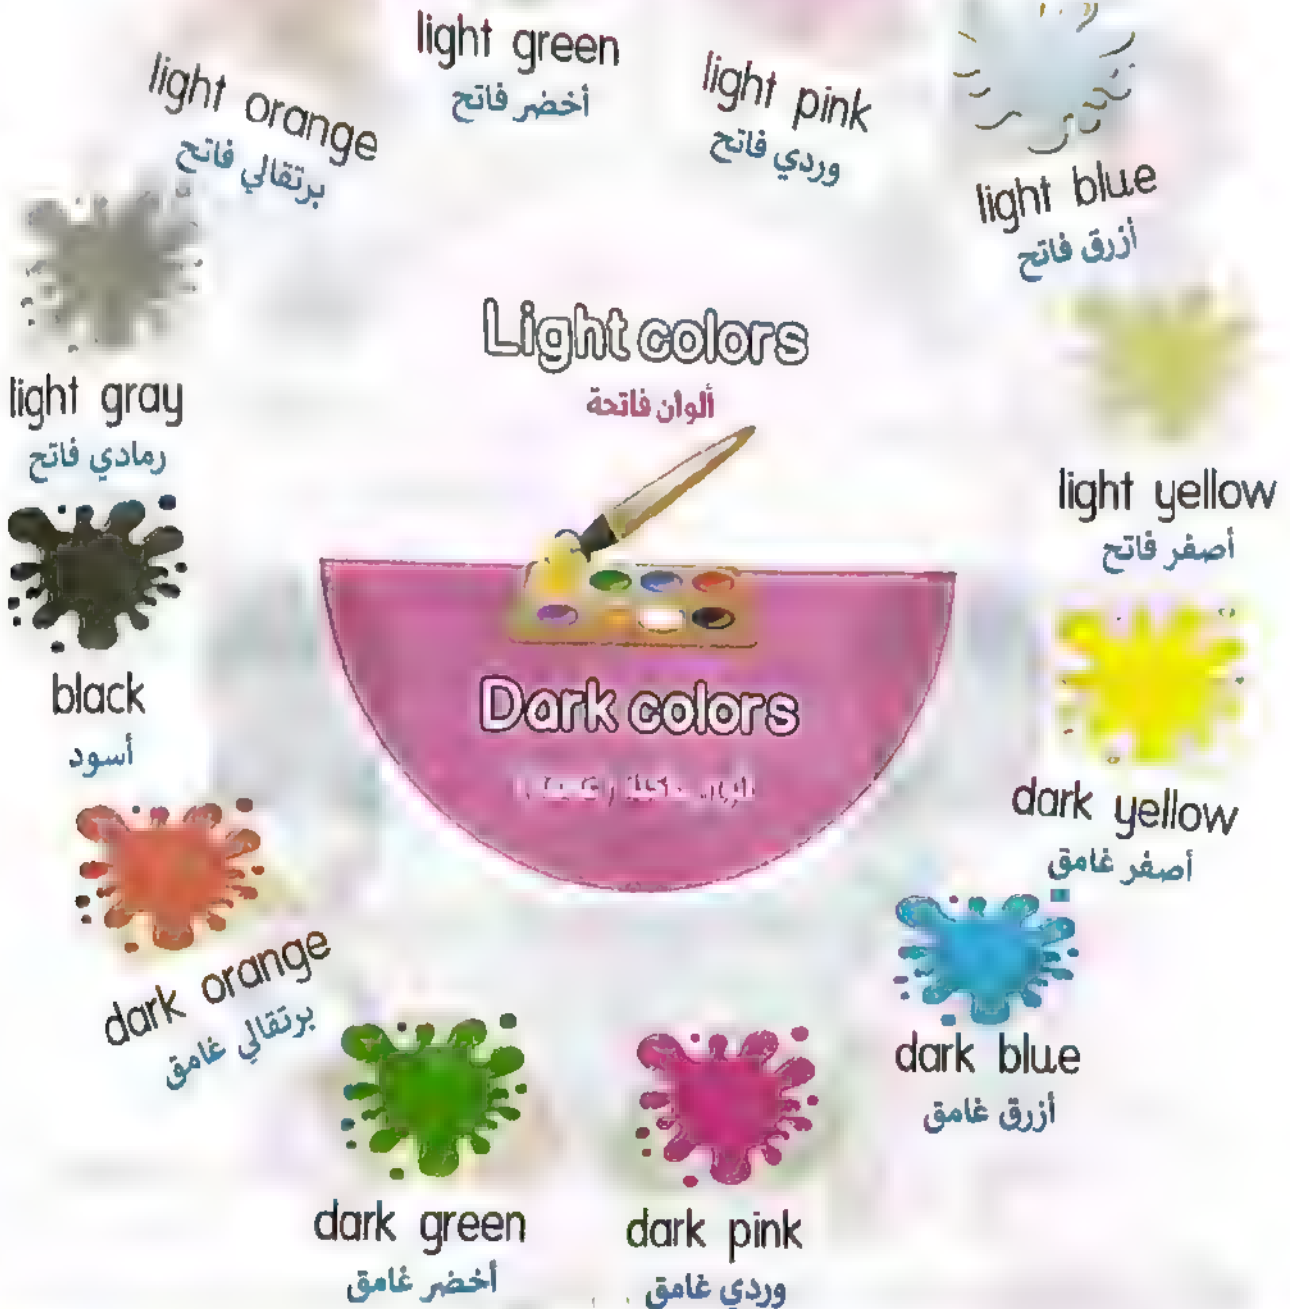 light green
أخضر فاتح
light orange
برتقالي فاتح
light pink
وردي فاتح
light blue
أزرق فاتح
light gray
رمادي فاتح
Light colors
ألوان فاتحة
light yellow
أصفر فاتح
black
أسود
Dark colors
dark yellow
أصفر غامق
dark orange
برتقالي غامق
dark blue
أزرق غامق
dark green
أخضر غامق
dark pink
وردي غامق